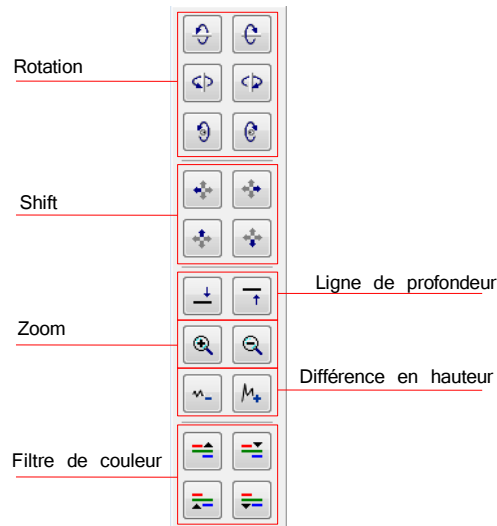 Rotation
Shift
Ligne de profondeur
Zoom
Différence en hauteur
Filtre de couleur